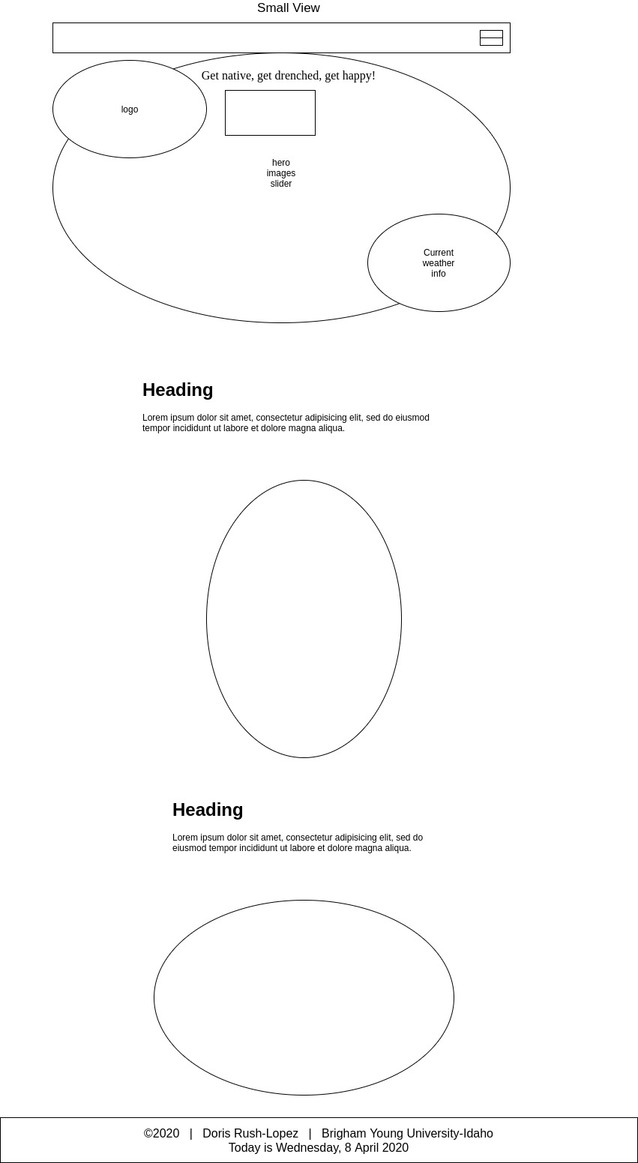 Small View
Get native, get drenched, get happy!
logo
hero
images
slider
Current
weather
info
Heading
Lorem ipsum dolor sit amet, consectetur adipisicing elit, sed do eiusmod
tempor incididunt ut labore et dolore magna aliqua.
Heading
Lorem ipsum dolor sit amet, consectetur adipisicing elit, sed do
eiusmod tempor incididunt ut labore et dolore magna aliqua.
©2020 | Doris Rush-Lopez | Brigham Young University-Idaho
Today is Wednesday, 8 April 2020